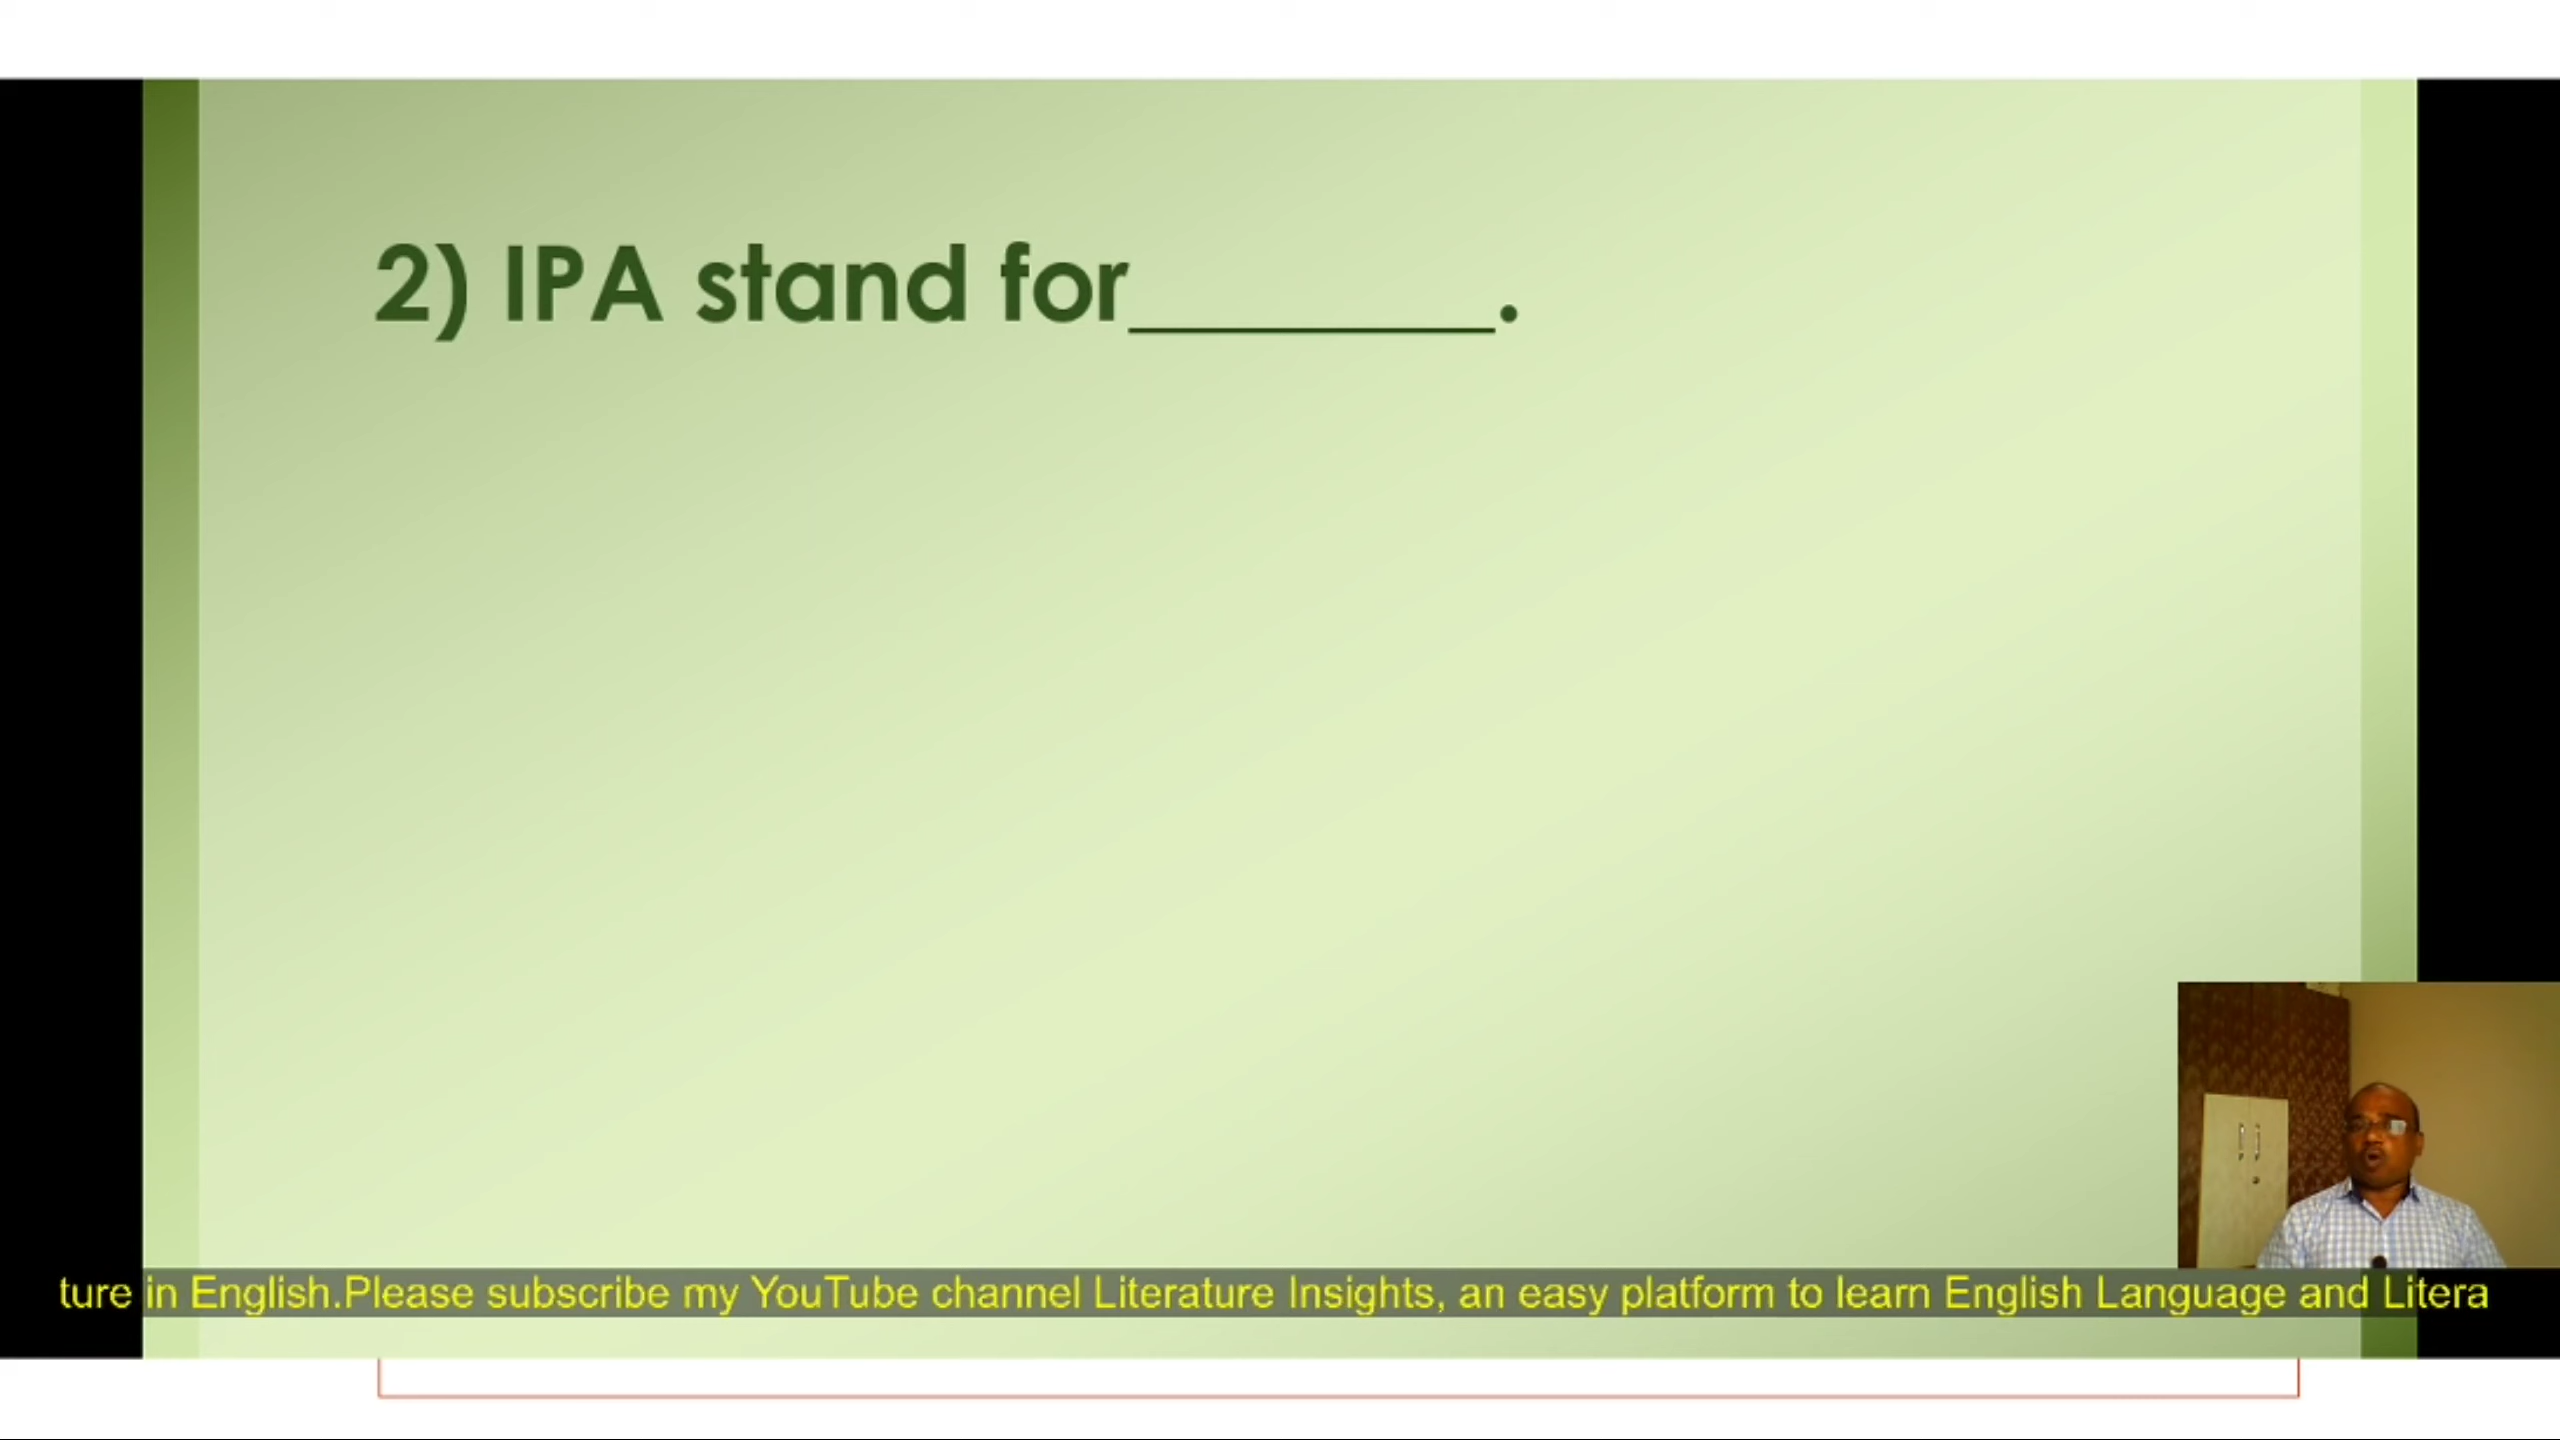 2) IPA stand for________.
ture in English.Please subscribe my YouTube channel Literature Insights, an easy platform to learn English Language and Litera